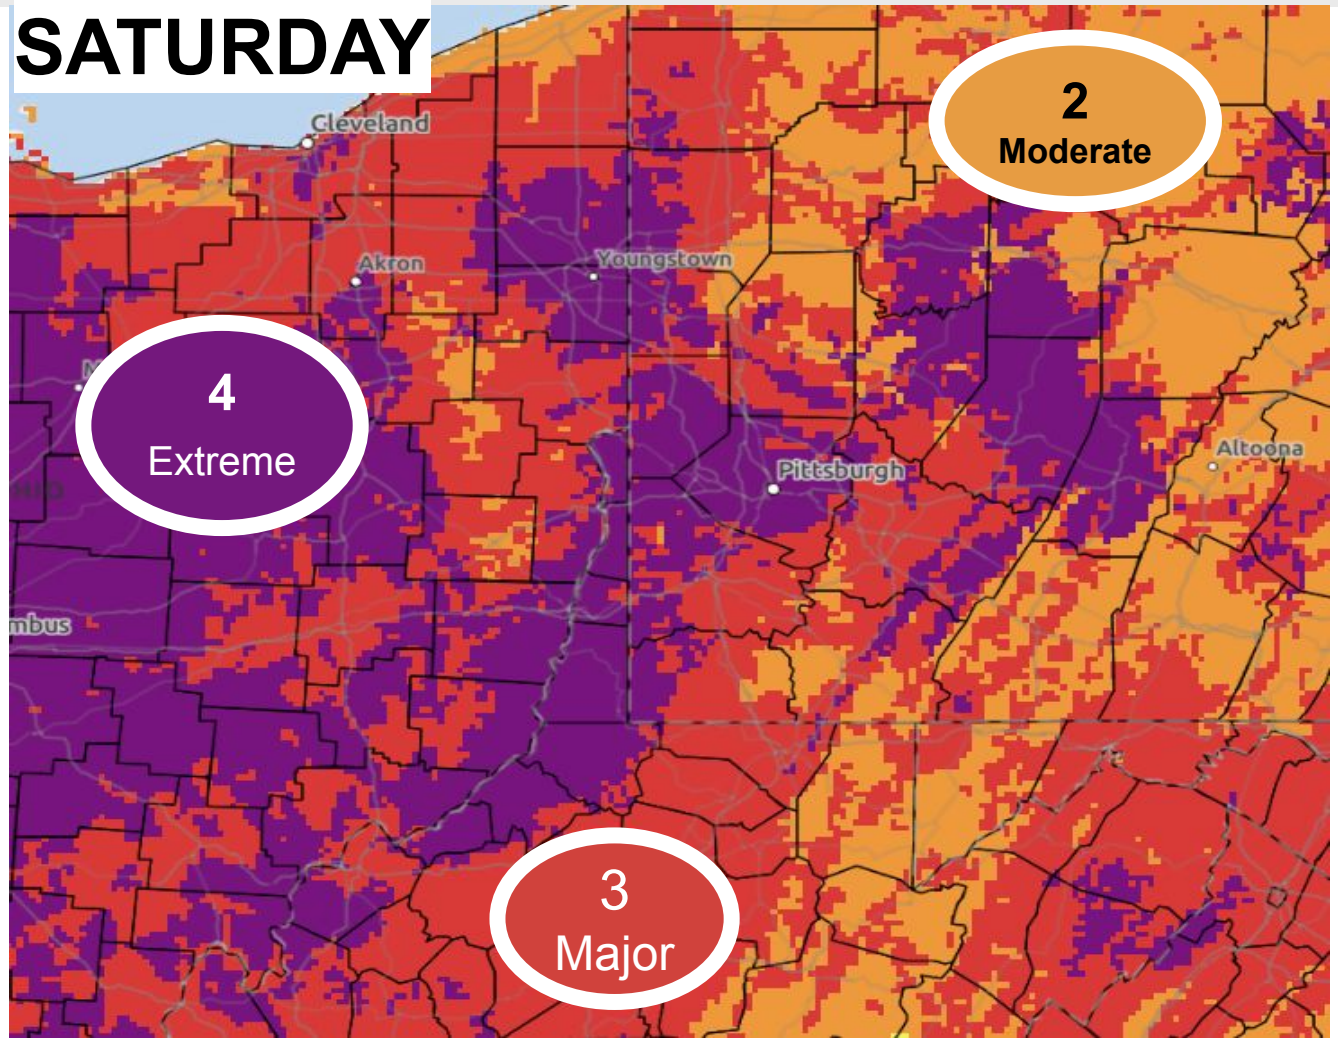 SATURDAY
2
Moderate
Cleveland
Youngstown
Akron
4
Extreme
Altoona
Pittsburgh
mbus
3
Major